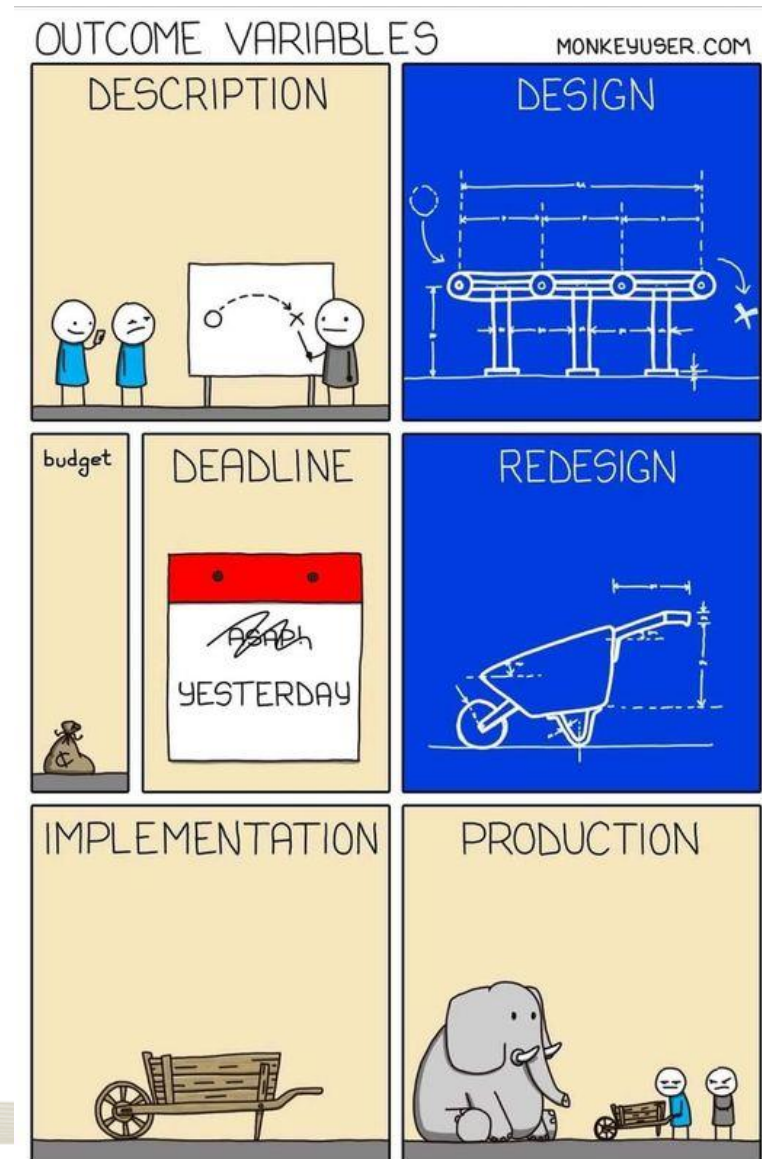 OUTCOME VARIABLES
MONKEYUSER.COM
DESCRIPTION
DESIGN
budget
¢
DEADLINE
ASAP
YESTERDAY
REDESIGN
IMPLEMENTATION
PRODUCTION